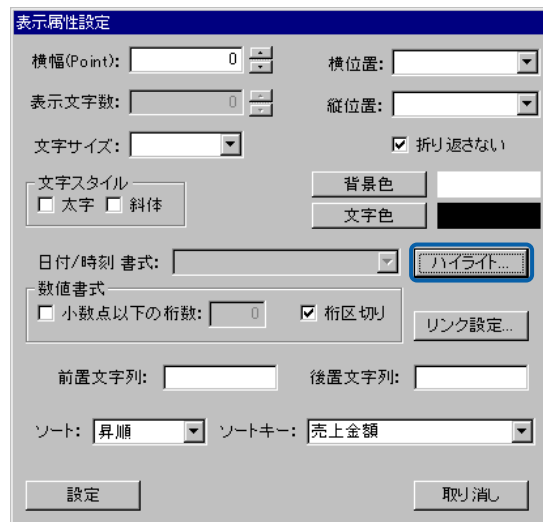 表示属性設定
横幅(Point): 0 横位置:
表示文字数: 0 縦位置:
文字サイズ: 折り返さない
文字スタイル 背景色
太字 斜体
文字色
日付/時刻 書式: ハイライト...
数値書式
小数点以下の桁数: 0 桁区切り
リンク設定...
前置文字列: 後置文字列:
ソート: 昇順 ソートキー: 売上金額
設定 取り消し